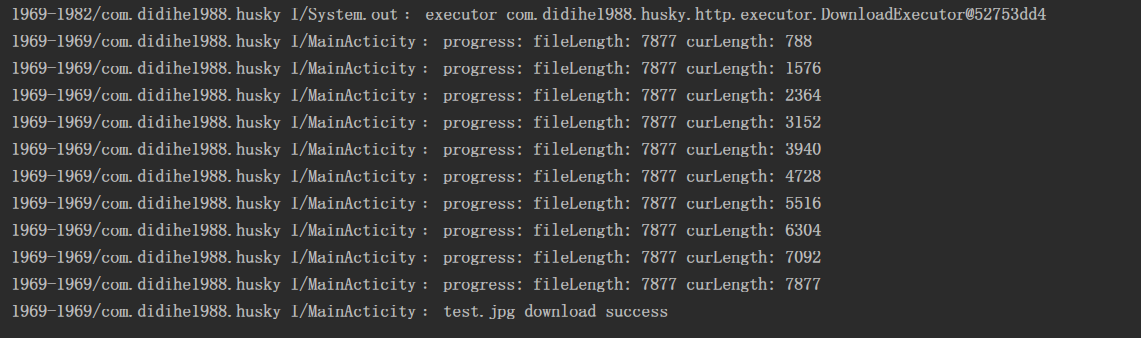 1969-1982/com.didihe1988.husky I/System.out: executor com.didihe1988.husky.http.executor.DownloadExecutor@52753dd4
1969-1969/com.didihe1988.husky I/MainActicity: progress: fileLength: 7877 curLength: 788
1969-1969/com.didihe1988.husky I/MainActicity: progress: fileLength: 7877 curLength: 1576
1969-1969/com.didihe1988.husky I/MainActicity: progress: fileLength: 7877 curLength: 2364
1969-1969/com.didihe1988.husky I/MainActicity: progress: fileLength: 7877 curLength: 3152
1969-1969/com.didihe1988.husky I/MainActicity: progress: fileLength: 7877 curLength: 3940
1969-1969/com.didihe1988.husky I/MainActicity: progress: fileLength: 7877 curLength: 4728
1969-1969/com.didihe1988.husky I/MainActicity: progress: fileLength: 7877 curLength: 5516
1969-1969/com.didihe1988.husky I/MainActicity: progress: fileLength: 7877 curLength: 6304
1969-1969/com.didihe1988.husky I/MainActicity: progress: fileLength: 7877 curLength: 7092
1969-1969/com.didihe1988.husky I/MainActicity: progress: fileLength: 7877 curLength: 7877
1969-1969/com.didihe1988.husky I/MainActicity: test.jpg download success